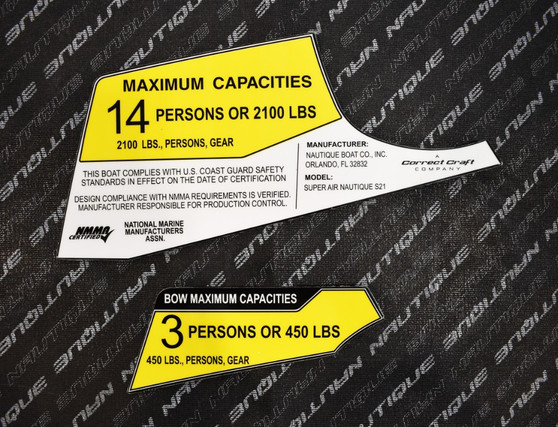 MAXIMUM CAPACITIES
14 PERSONS OR 2100 LBS
2100 LBS., PERSONS, GEAR
THIS BOAT COMPLIES WITH U.S. COAST GUARD SAFETY
STANDARDS IN EFFECT ON THE DATE OF CERTIFICATION
DESIGN COMPLIANCE WITH NMMA REQUIREMENTS IS VERIFIED.
MANUFACTURER RESPONSIBLE FOR PRODUCTION CONTROL.
NMMA
CERTIFIED
NATIONAL MARINE
MANUFACTURERS
ASSN.
MANUFACTURER:
NAUTIQUE BOAT CO., INC.
ORLANDO, FL 32832
MODEL:
SUPER AIR NAUTIQUE S21
A
Correct Craft
COMPANY
BOW MAXIMUM CAPACITIES
3 PERSONS OR 450 LBS
450 LBS., PERSONS, GEAR
NAUTIQUE